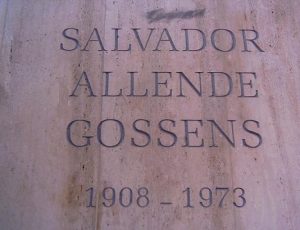 SALVADOR
ALLENDE
GOSSENS
1908 - 1973